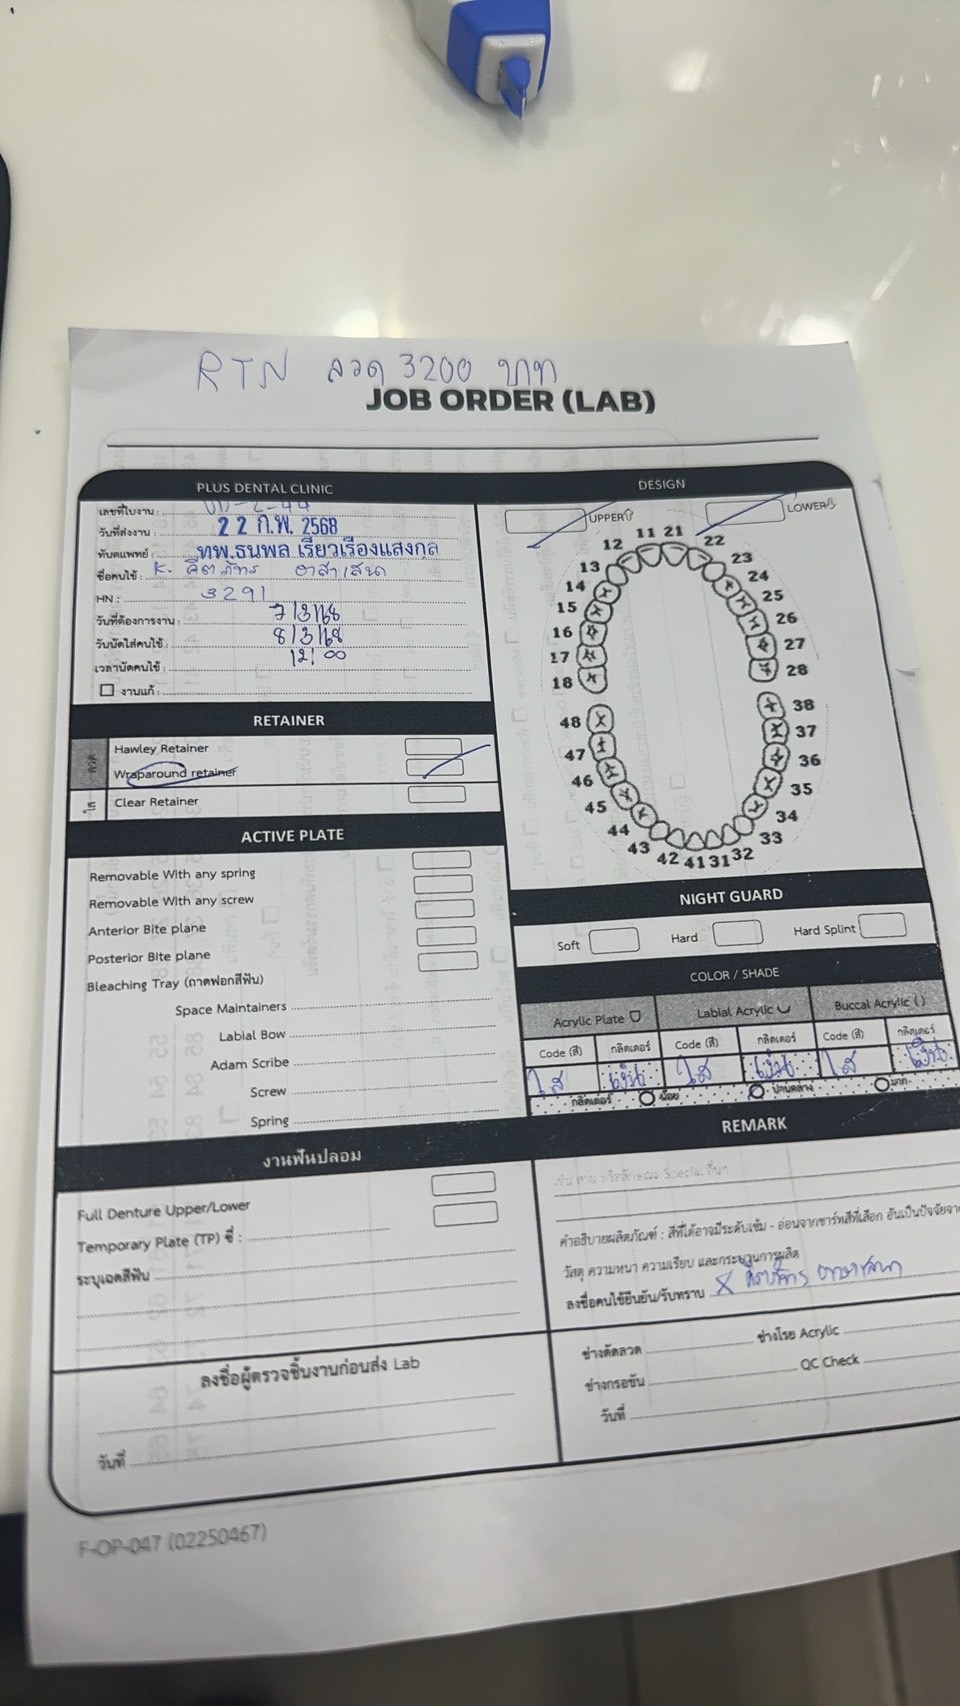 RTN ลวด 3200 บาท
JOB ORDER (LAB)
PLUS DENTAL CLINIC
เลขที่ใบงาน :
วันที่ส่งงาน : 22 ก.พ. 2568
ทันตแพทย์ : ทพ.ธนพล เรียวเรืองแสงกุล
ชื่อคนไข้ : K.
HN : 3291
วันที่ต้องการงาน : 7/3/68
วันนัดใส่คนไข้ : 8/3/68
เวลานัดคนไข้ : 12.00
งานแก้ :
DESIGN
UPPER
LOWER
11 21
12 22
13 23
14 24
15 25
16 26
17 27
18 28
48 38
47 37
46 36
45 35
44 34
43 33
42 41 31 32
RETAINER
ลวด
Hawley Retainer
Wraparound retainer
ใส
Clear Retainer
ACTIVE PLATE
Removable With any spring
Removable With any screw
Anterior Bite plane
Posterior Bite plane
Bleaching Tray (ถาดฟอกสีฟัน)
Space Maintainers
Labial Bow
Adam Scribe
Screw
Spring
NIGHT GUARD
Soft
Hard
Hard Splint
COLOR / SHADE
Acrylic Plate
Labial Acrylic
Buccal Acrylic ( )
Code (สี) กลิตเตอร์ Code (สี) กลิตเตอร์ Code (สี) กลิตเตอร์
ใส เงิน ใส เงิน ใส เงิน
กลิตเตอร์ น้อย ปานกลาง มาก
งานฟันปลอม
Full Denture Upper/Lower
Temporary Plate (TP) ซี่ :
ระบุเฉดสีฟัน
REMARK
คำอธิบายผลิตภัณฑ์ : สีที่ได้อาจมีระดับเข้ม - อ่อนจากชาร์ทสีที่เลือก อันเป็นปัจจัยจาก
วัสดุ ความหนา ความเรียบ และกระบวนการผลิต
ลงชื่อคนไข้ยืนยัน/รับทราบ X
ลงชื่อผู้ตรวจชิ้นงานก่อนส่ง Lab
วันที่
ช่างดัดลวด
ช่างโรย Acrylic
ช่างกรอขัด
QC Check
วันที่
F-OP-047 (02250467)